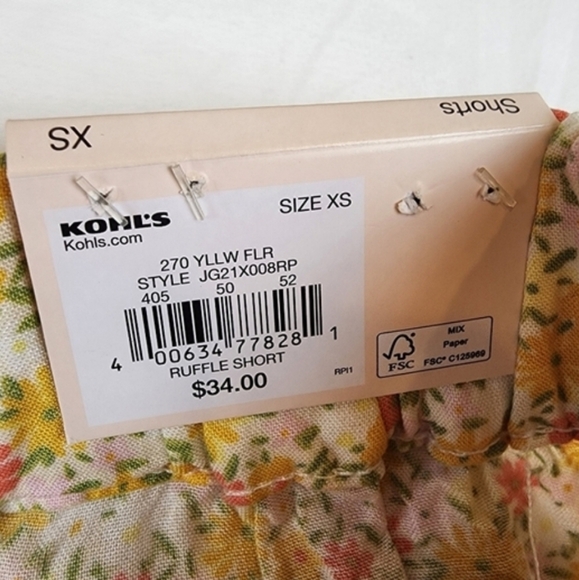 XS
Shorts
KOHL'S
Kohls.com
SIZE XS
270 YLLW FLR
STYLE JG21X008RP
405 50 52
4 00634 77828 1
RUFFLE SHORT
$34.00
RPI1
FSC
MIX
Paper
FSC® C125969